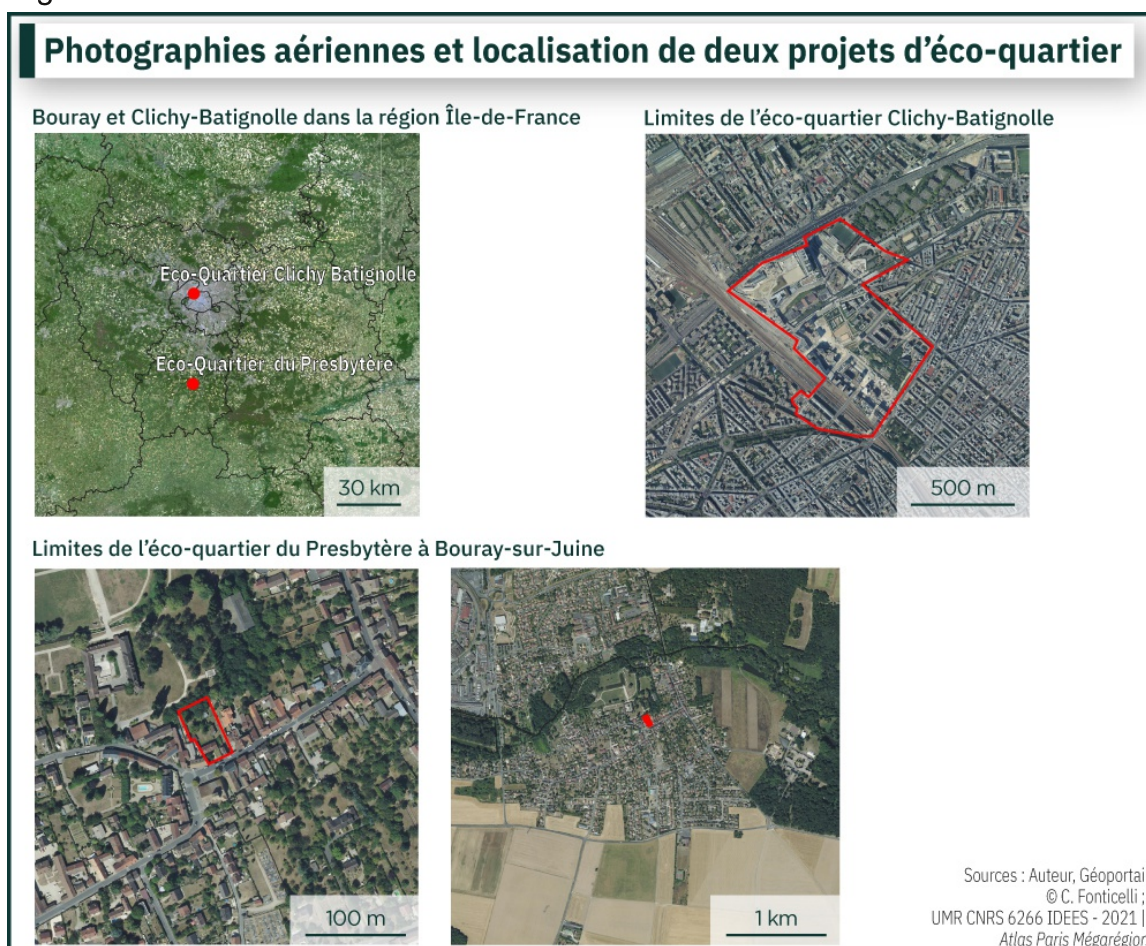 Photographies aériennes et localisation de deux projets d'éco-quartier
Bouray et Clichy-Batignolle dans la région Île-de-France
Limites de l'éco-quartier Clichy-Batignolle
Eco-Quartier Clichy Batignolle
Eco-Quartier du Presbytère
30 km
500 m
Limites de l'éco-quartier du Presbytère à Bouray-sur-Juine
100 m
1 km
Sources : Auteur, Géoportai
© C. Fonticelli ;
UMR CNRS 6266 IDEES - 2021 |
Atlas Paris Mégarégion